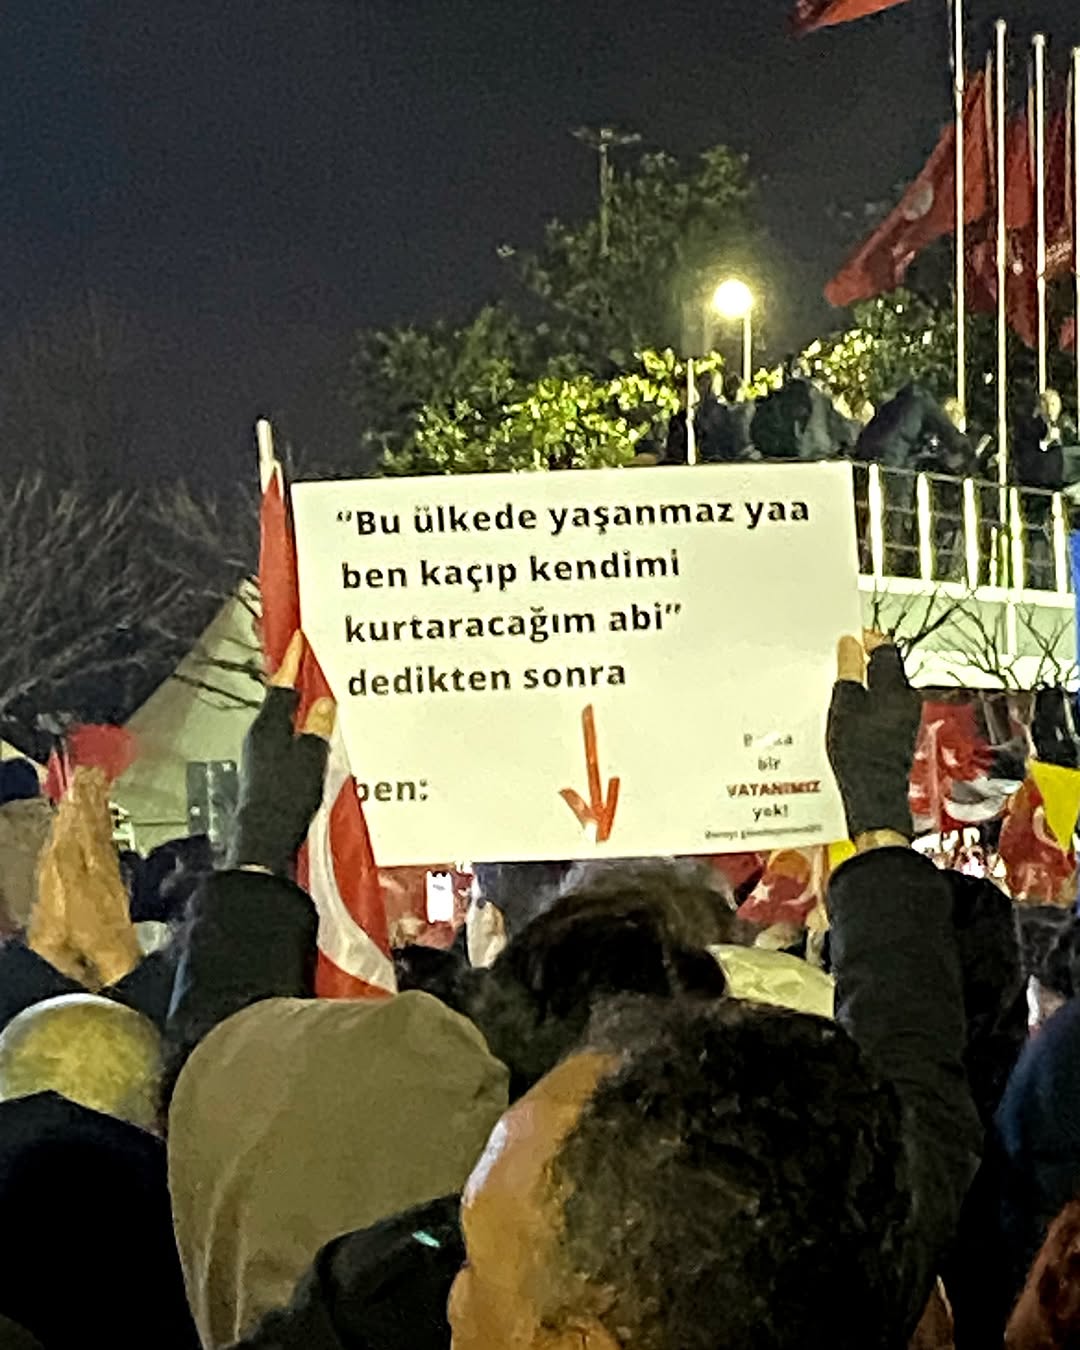 “Bu ülkede yaşanmaz yaa
ben kaçıp kendimi
kurtaracağım abi”
dedikten sonra
ben:
bir
VATANIMIZ
yok!